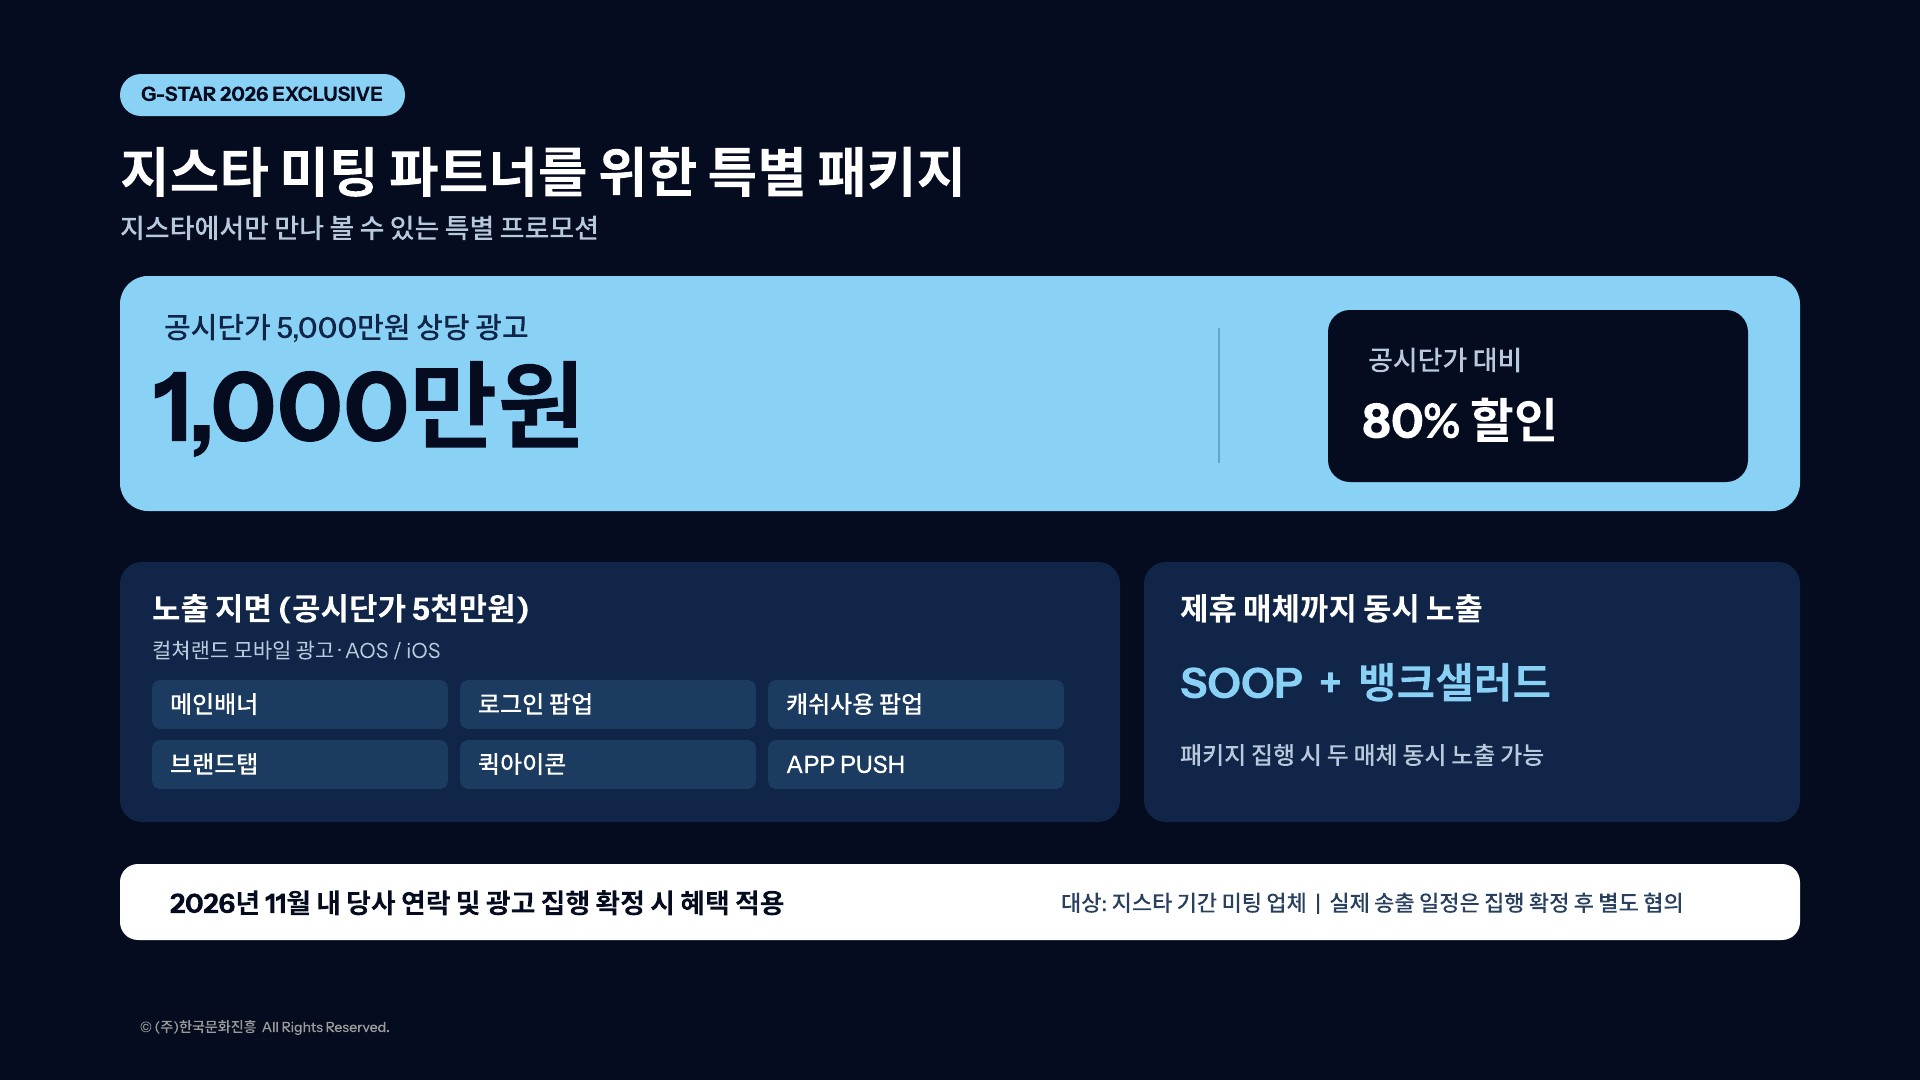 G-STAR 2026 EXCLUSIVE
지스타 미팅 파트너를 위한 특별 패키지
지스타에서만 만나 볼 수 있는 특별 프로모션
공시단가 5,000만원 상당 광고
1,000만원
공시단가 대비
80% 할인
노출 지면 (공시단가 5천만원)
컬쳐랜드 모바일 광고 · AOS / iOS
메인배너
로그인 팝업
캐쉬사용 팝업
브랜드탭
퀵아이콘
APP PUSH
제휴 매체까지 동시 노출
SOOP + 뱅크샐러드
패키지 집행 시 두 매체 동시 노출 가능
2026년 11월 내 당사 연락 및 광고 집행 확정 시 혜택 적용
대상: 지스타 기간 미팅 업체 | 실제 송출 일정은 집행 확정 후 별도 협의
© (주)한국문화진흥 All Rights Reserved.